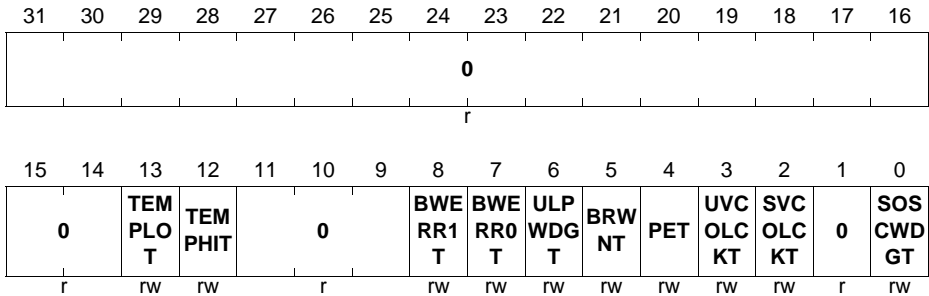 31 30 29 28 27 26 25 24 23 22 21 20 19 18 17 16
0
r
15 14 13 12 11 10 9 8 7 6 5 4 3 2 1 0
0 TEM PLO T TEM PHIT 0 BWE RR1 T BWE RR0 T ULP WDG T BRW NT PET UVC OLC KT SVC OLC KT 0 SOS CWD GT
r rw rw r rw rw rw rw rw rw rw r rw